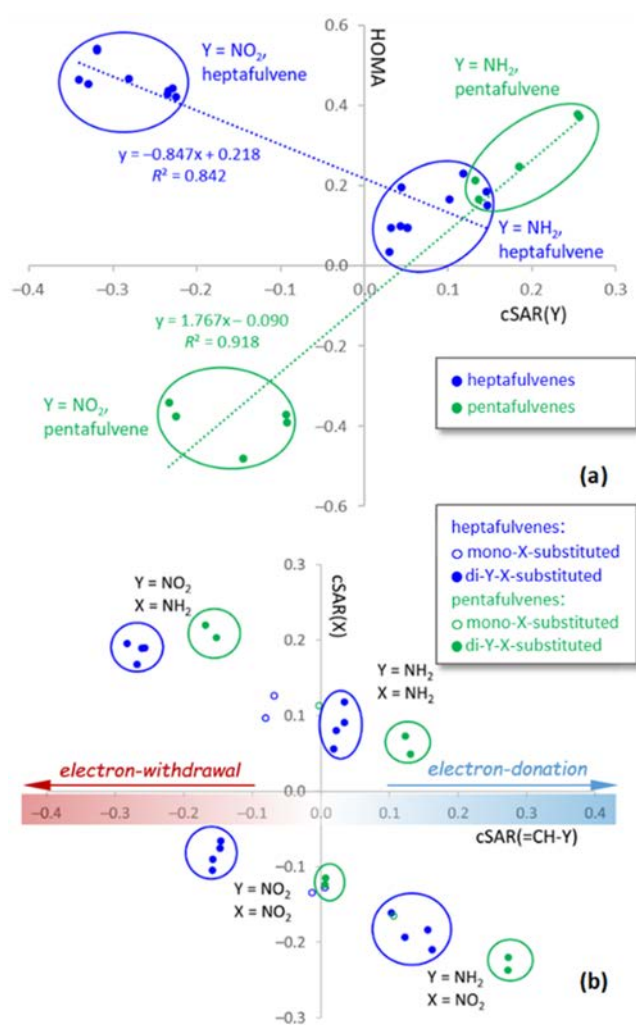 HOMA
0.6
Y = NO₂,
heptafulvene
Y = NH₂,
pentafulvene
0.4
y = −0.847x + 0.218
R² = 0.842
0.2
0.0
−0.4 −0.3 −0.2 −0.1 0.0 0.1 0.2 0.3
Y = NH₂,
heptafulvene
cSAR(Y)
y = 1.767x − 0.090
R² = 0.918
−0.2
heptafulvenes
pentafulvenes
Y = NO₂,
pentafulvene
−0.4
(a)
−0.6
0.3
cSAR(X)
heptafulvenes:
mono-X-substituted
di-Y-X-substituted
pentafulvenes:
mono-X-substituted
di-Y-X-substituted
Y = NO₂
X = NH₂
0.2
Y = NH₂
X = NH₂
0.1
electron-withdrawal
electron-donation
0.0
−0.4 −0.3 −0.2 −0.1 0.0 0.1 0.2 0.3 0.4
cSAR(=CH-Y)
−0.1
Y = NO₂
X = NO₂
−0.2
Y = NH₂
X = NO₂
(b)
−0.3